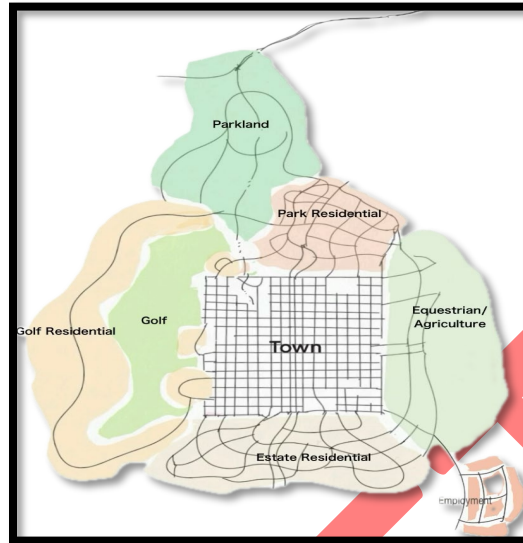 Parkland
Park Residential
Equestrian/
Agriculture
Golf Residential
Golf
Town
Estate Residential
Employment